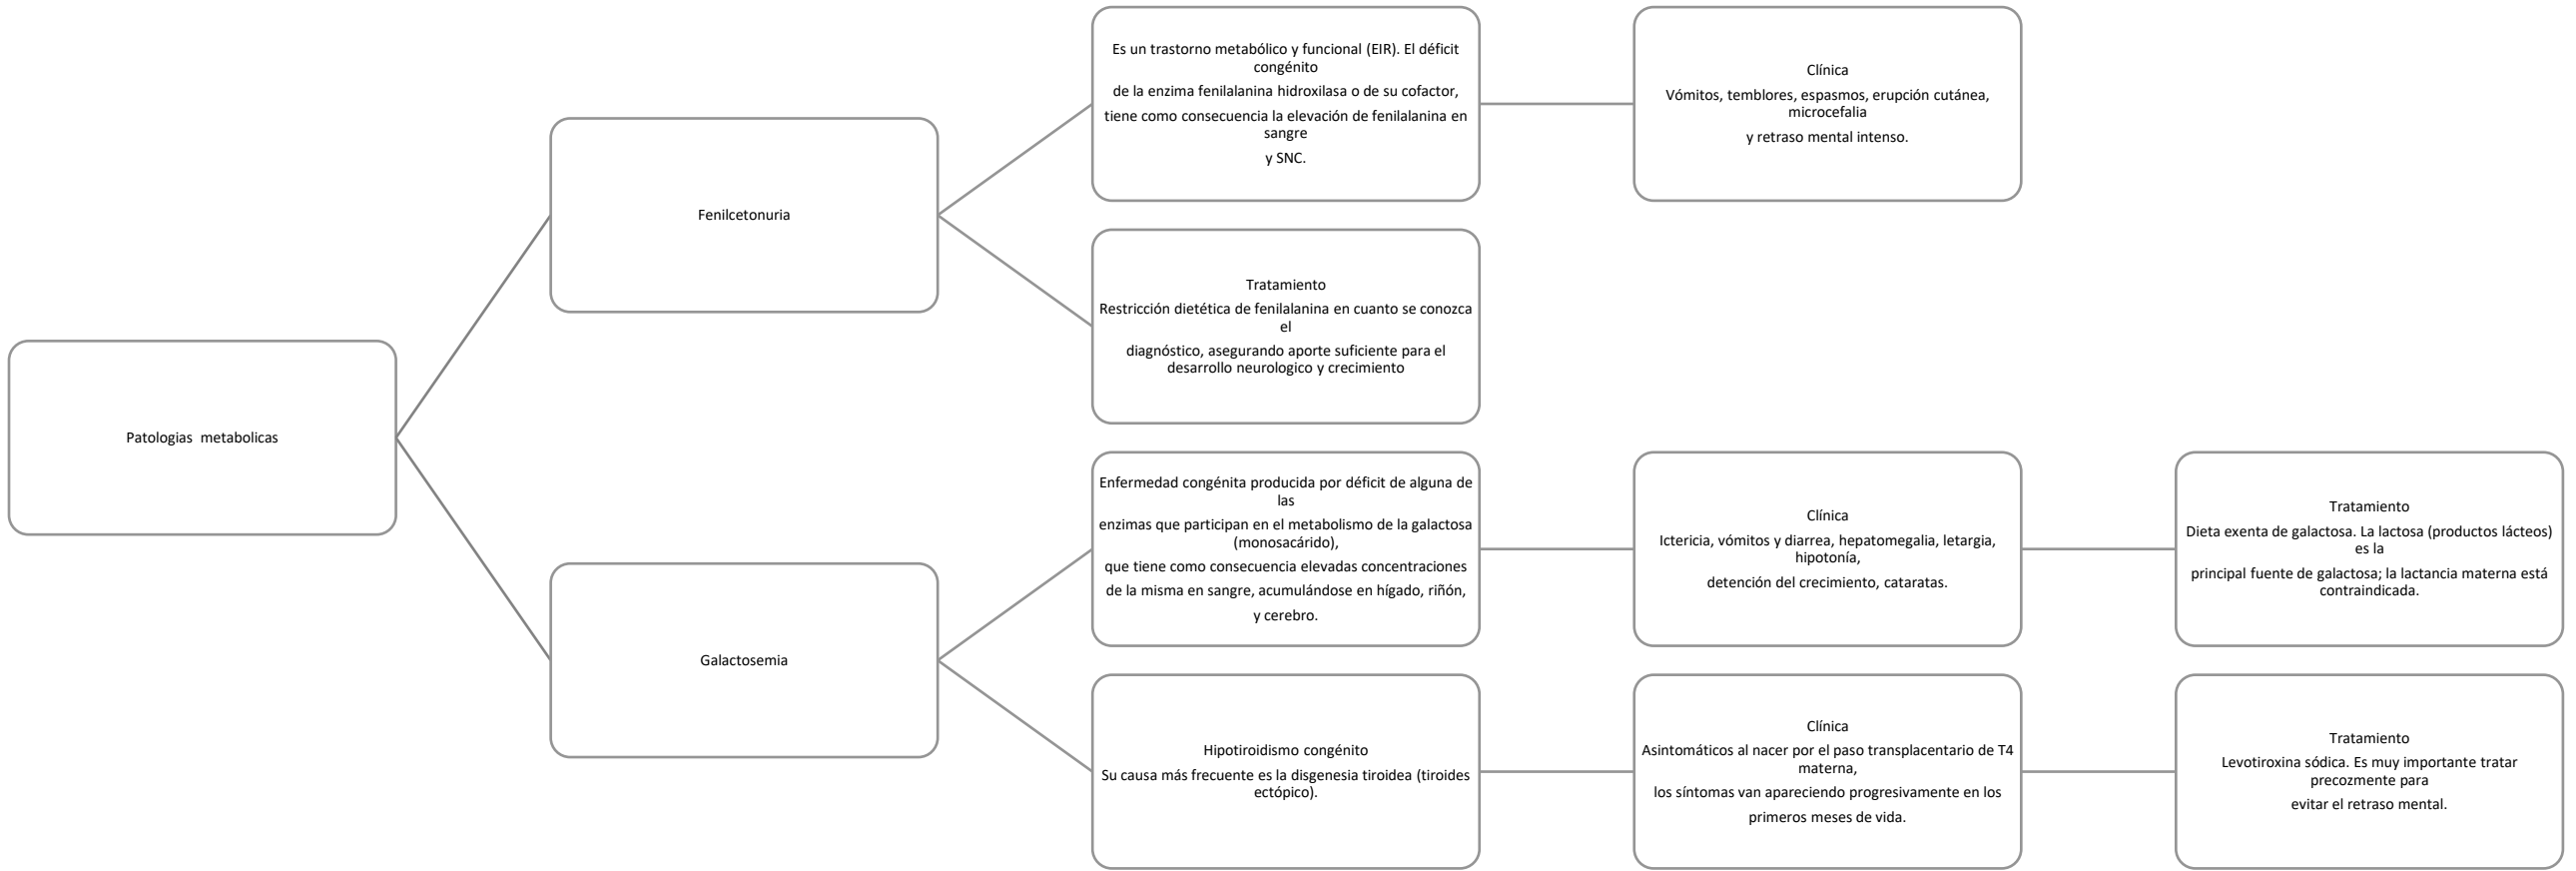 Patologias  metabolicas
Fenilcetonuria
Es un trastorno metabólico y funcional (EIR). El déficit
congénito
de la enzima fenilalanina hidroxilasa o de su cofactor,
tiene como consecuencia la elevación de fenilalanina en
sangre
y SNC.
Clínica
Vómitos, temblores, espasmos, erupción cutánea,
microcefalia
y retraso mental intenso.
Tratamiento
Restricción dietética de fenilalanina en cuanto se conozca
el
diagnóstico, asegurando aporte suficiente para el
desarrollo neurologico y crecimiento
Galactosemia
Enfermedad congénita producida por déficit de alguna de
las
enzimas que participan en el metabolismo de la galactosa
(monosacárido),
que tiene como consecuencia elevadas concentraciones
de la misma en sangre, acumulándose en hígado, riñón,
y cerebro.
Clínica
Ictericia, vómitos y diarrea, hepatomegalia, letargia,
hipotonía,
detención del crecimiento, cataratas.
Tratamiento
Dieta exenta de galactosa. La lactosa (productos lácteos)
es la
principal fuente de galactosa; la lactancia materna está
contraindicada.
Hipotiroidismo congénito
Su causa más frecuente es la disgenesia tiroidea (tiroides
ectópico).
Clínica
Asintomáticos al nacer por el paso transplacentario de T4
materna,
los síntomas van apareciendo progresivamente en los
primeros meses de vida.
Tratamiento
Levotiroxina sódica. Es muy importante tratar
precozmente para
evitar el retraso mental.